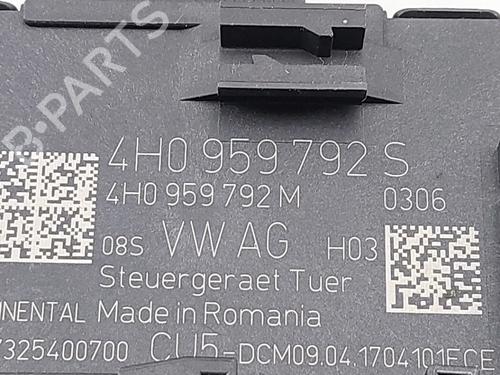 4H0 959 792 S
4H0 959 792 M 0306
08S VW AG H03
Steuergeraet Tuer
NENTAL Made in Romania
7325400700 CU5-DCM09.04.1704101ECE
B-PARTS